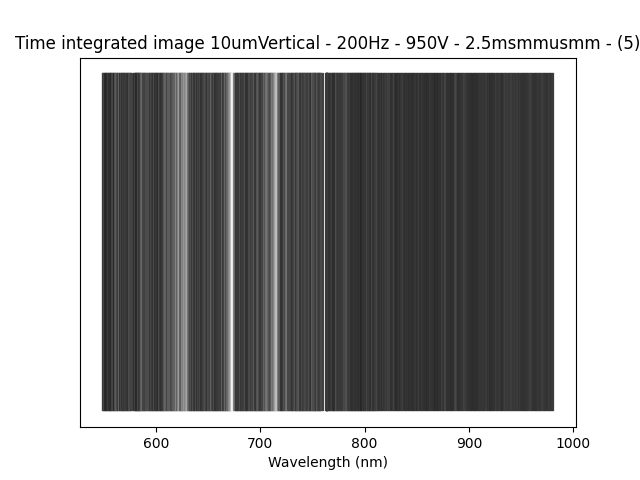 Time integrated image 10umVertical - 200Hz - 950V - 2.5msmmusmm - (5)
600 700 800 900 1000
Wavelength (nm)